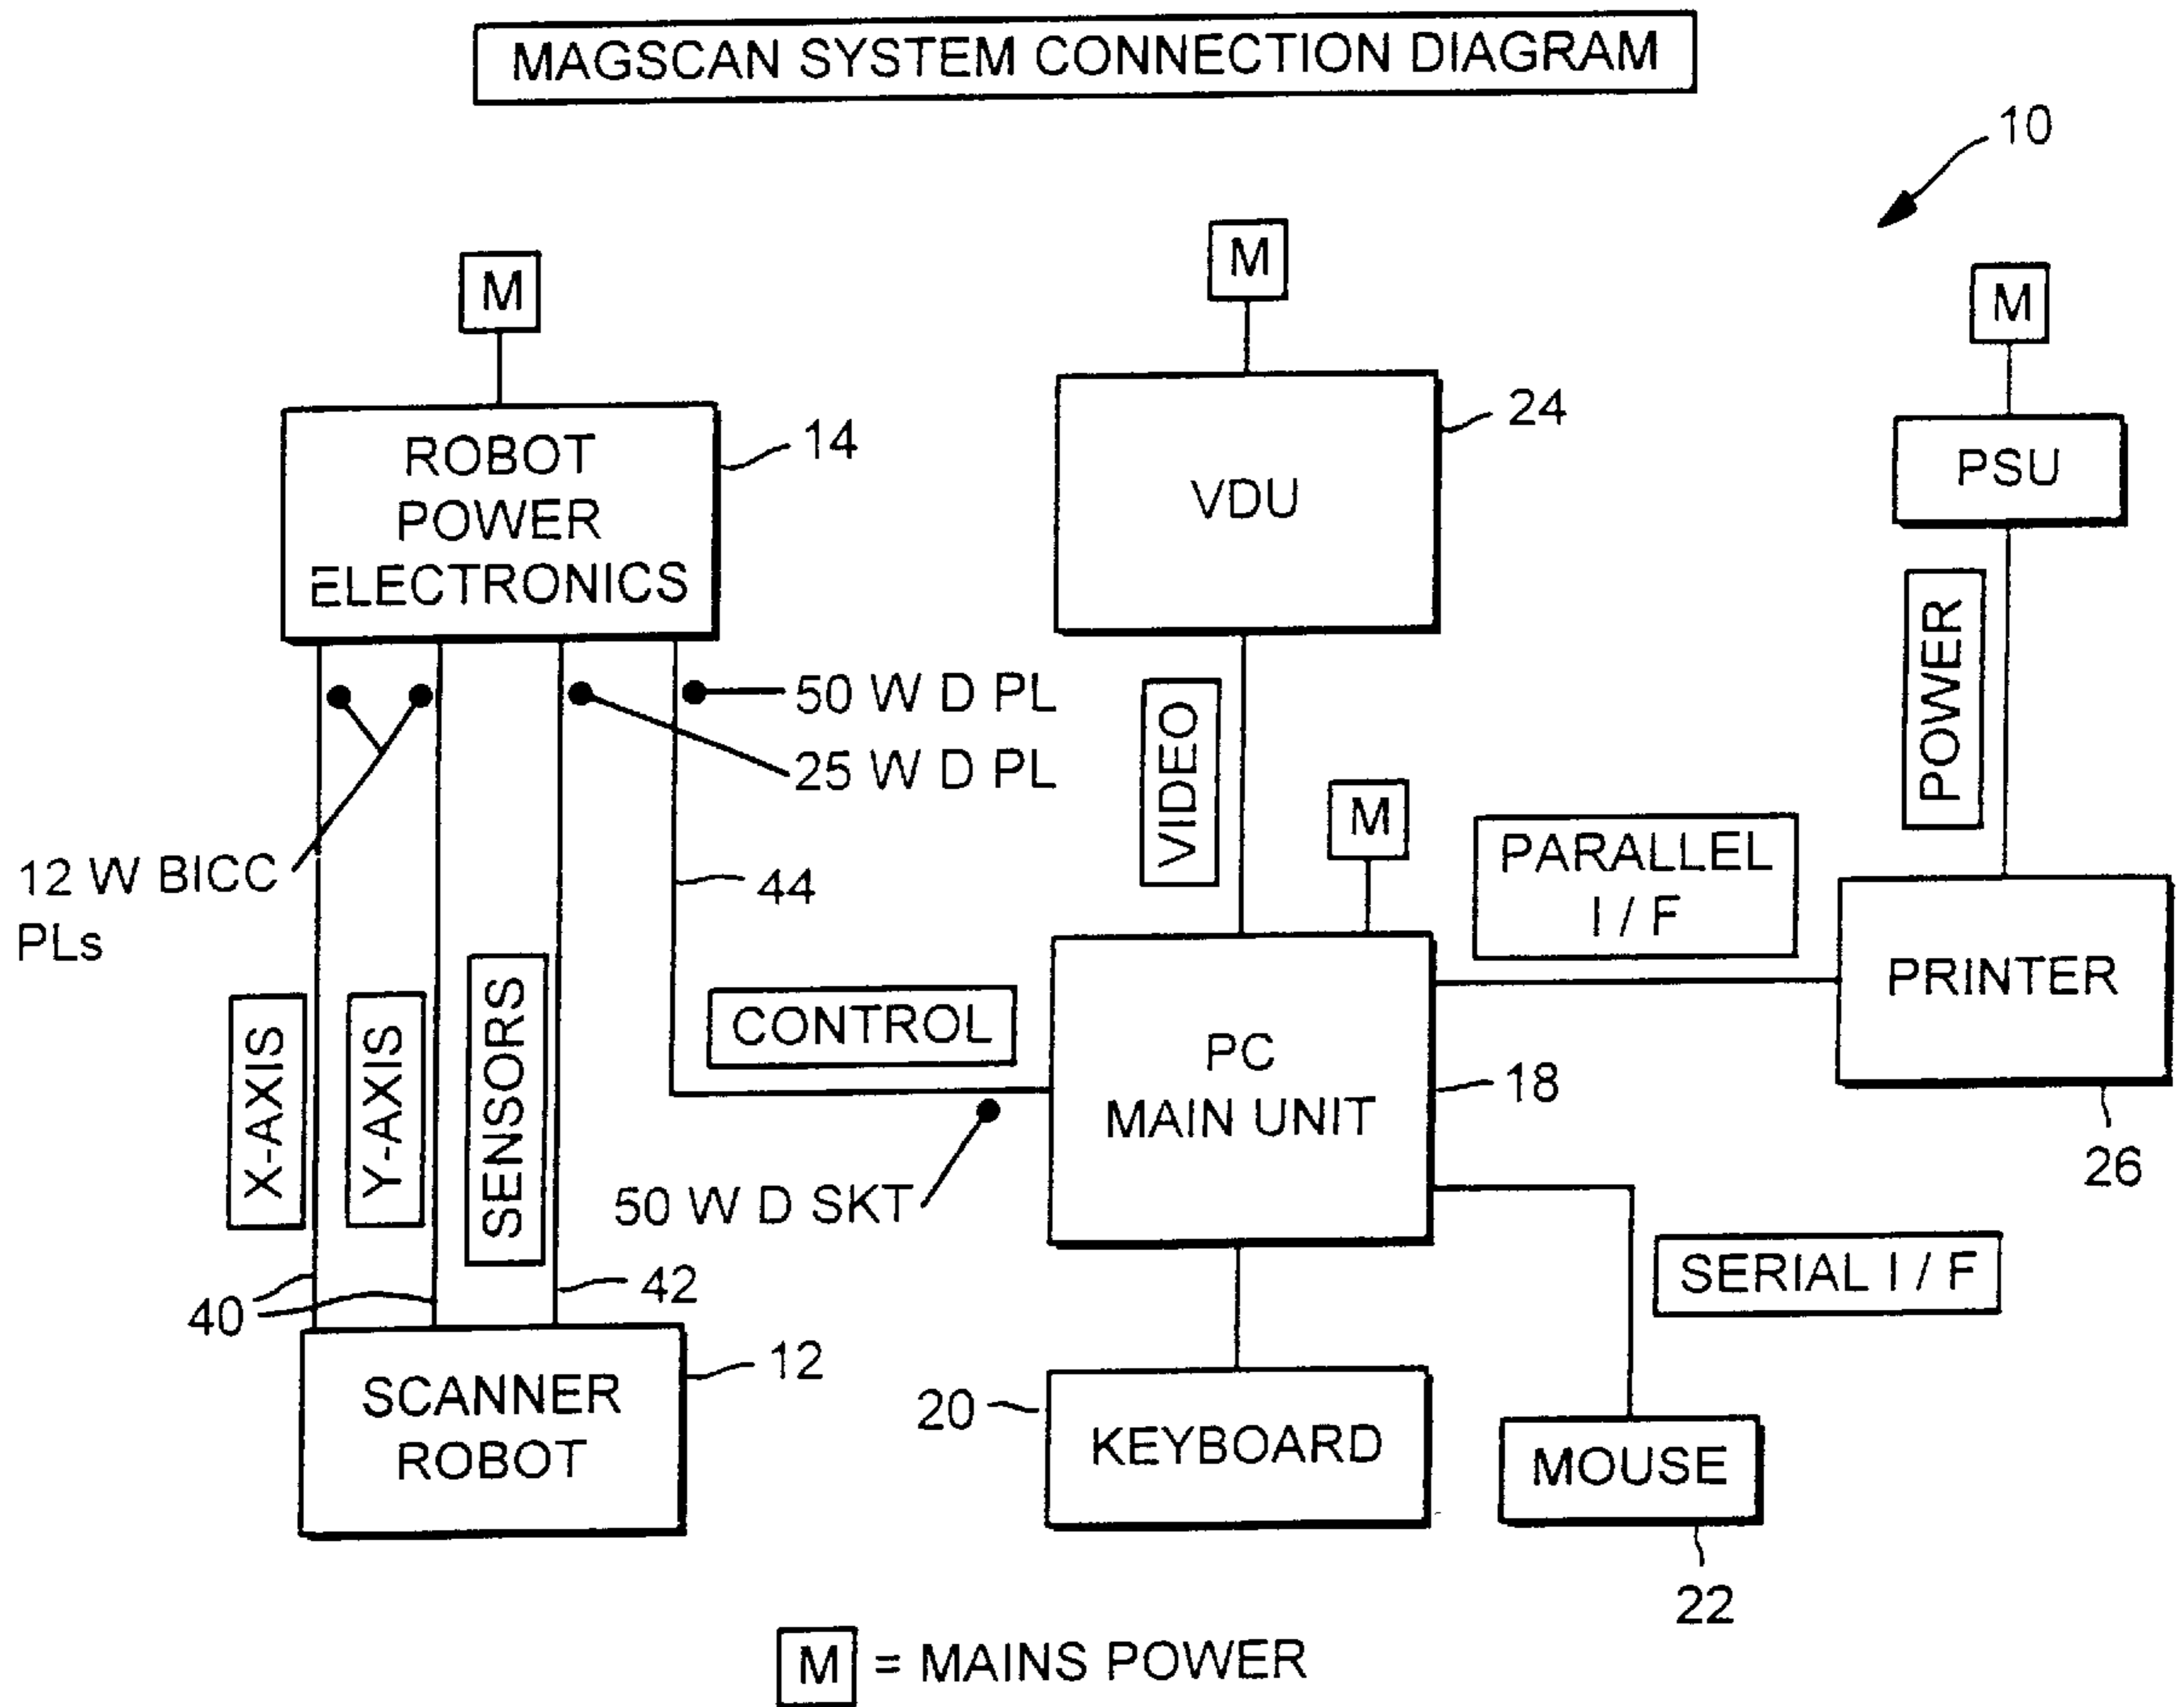 MAGSCAN SYSTEM CONNECTION DIAGRAM
10
M
M
M
ROBOT
POWER
ELECTRONICS
14
VDU
24
PSU
50 W D PL
25 W D PL
12 W BICC
PLs
44
VIDEO
M
POWER
PARALLEL
I / F
PRINTER
26
X-AXIS
Y-AXIS
SENSORS
CONTROL
PC
MAIN UNIT
18
50 W D SKT
SERIAL I / F
40
42
SCANNER
ROBOT
12
20
KEYBOARD
MOUSE
22
M = MAINS POWER